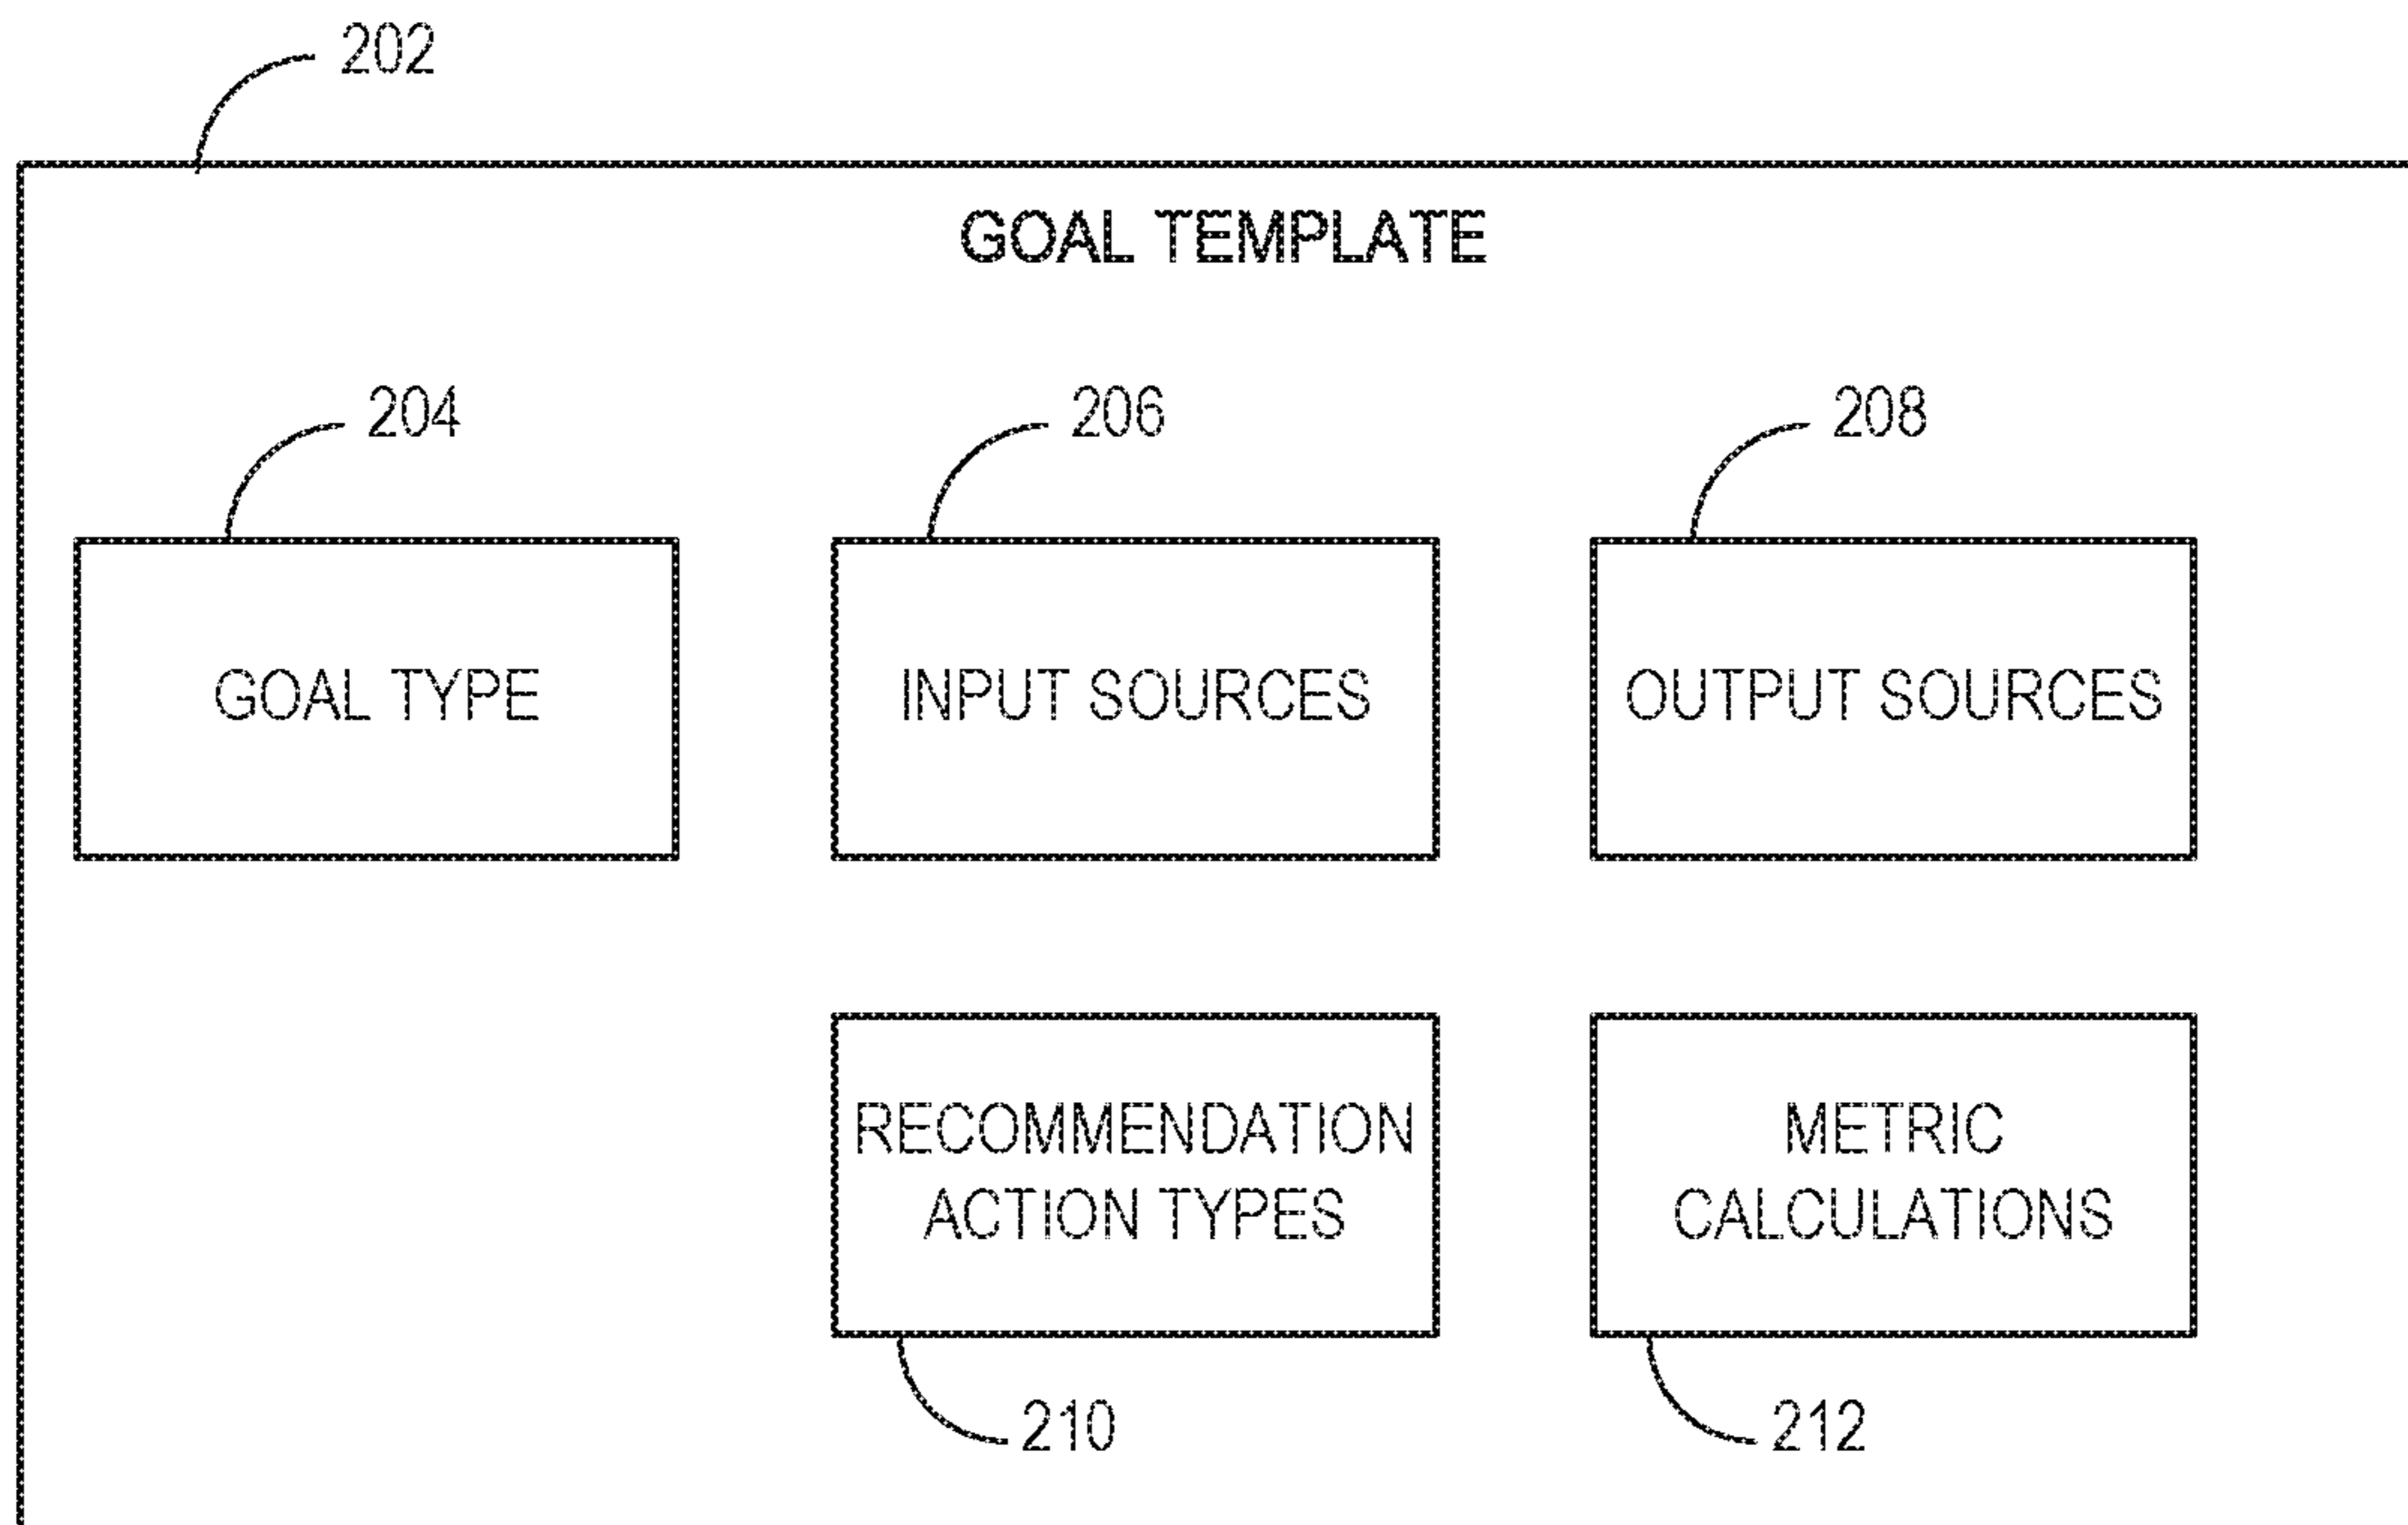 202
GOAL TEMPLATE
204
206
208
GOAL TYPE
INPUT SOURCES
OUTPUT SOURCES
RECOMMENDATION
ACTION TYPES
METRIC
CALCULATIONS
210
212